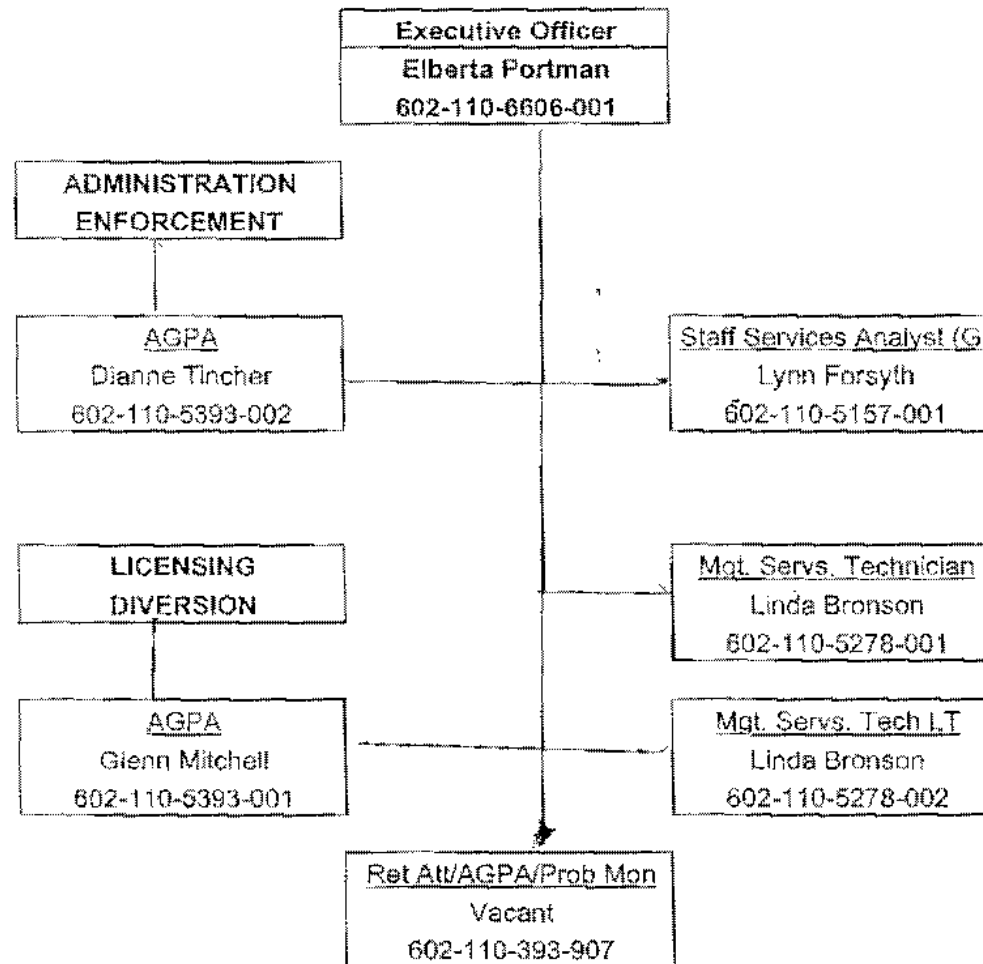 Executive Officer
Elberta Portman
602-110-6606-001
ADMINISTRATION
ENFORCEMENT
AGPA
Dianne Tincher
602-110-5393-002
Staff Services Analyst (G
Lynn Forsyth
602-110-5157-001
LICENSING
DIVERSION
Mgt. Servs. Technician
Linda Bronson
602-110-5278-001
AGPA
Glenn Mitchell
602-110-5393-001
Mgt. Servs. Tech LT
Linda Bronson
602-110-5278-002
Ret Att/AGPA/Prob Mon
Vacant
602-110-393-907